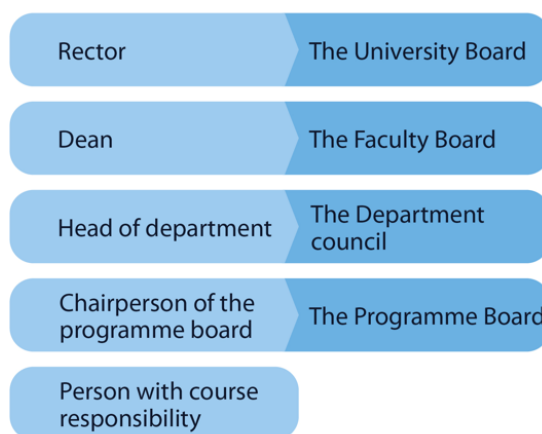 Rector
The University Board
Dean
The Faculty Board
Head of department
The Department
council
Chairperson of the
programme board
The Programme Board
Person with course
responsibility